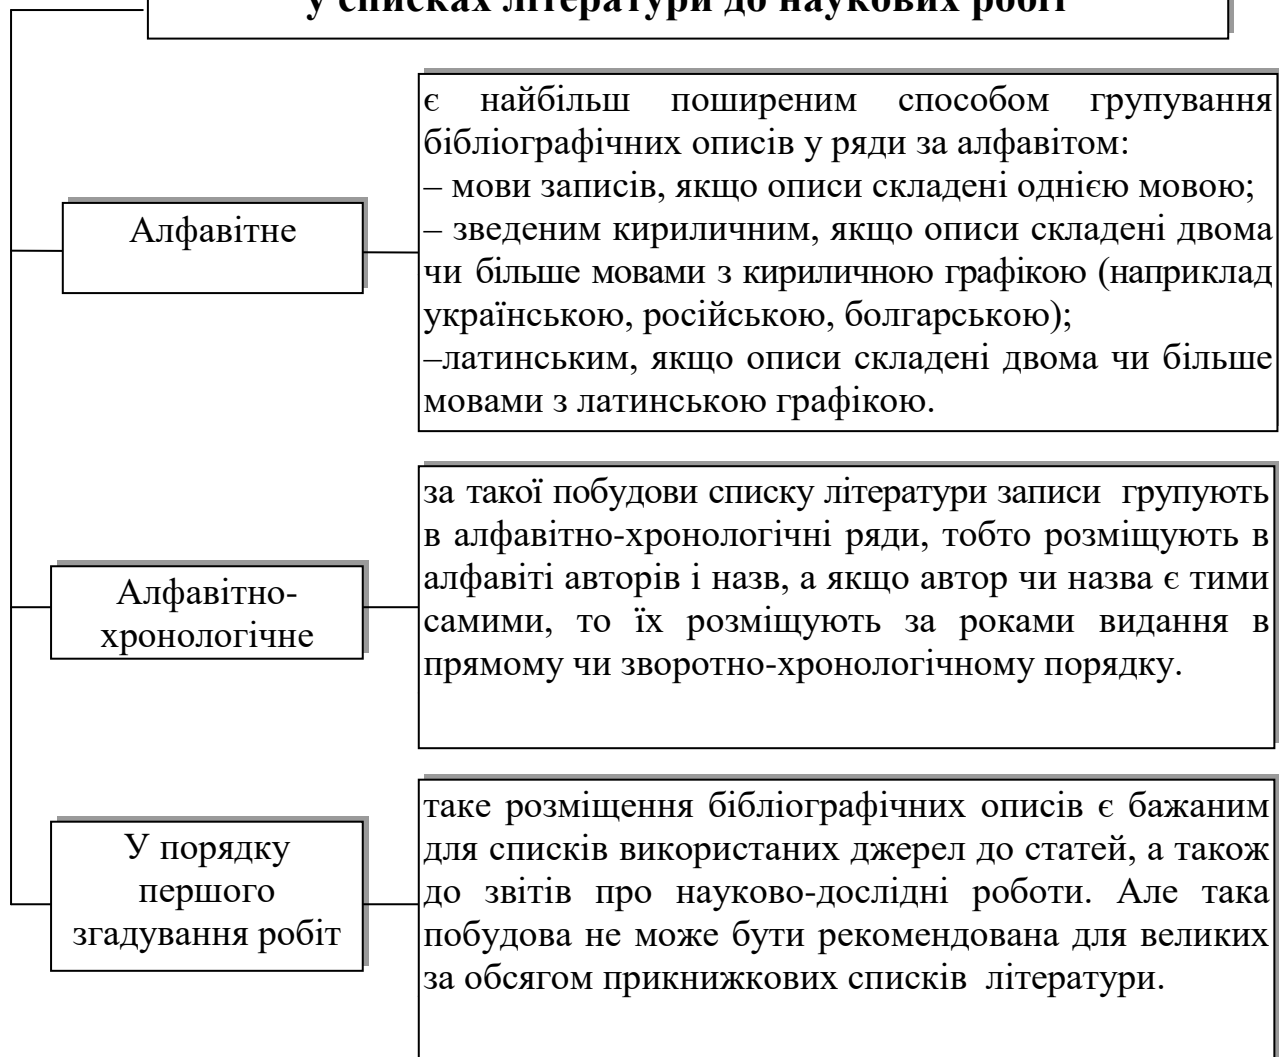 у списках літератури до наукових робіт
є найбільш поширеним способом групування
бібліографічних описів у ряди за алфавітом:
– мови записів, якщо описи складені однією мовою;
– зведеним кириличним, якщо описи складені двома
чи більше мовами з кириличною графікою (наприклад
українською, російською, болгарською);
–латинським, якщо описи складені двома чи більше
мовами з латинською графікою.
Алфавітне
за такої побудови списку літератури записи групують
в алфавітно-хронологічні ряди, тобто розміщують в
алфавіті авторів і назв, а якщо автор чи назва є тими
самими, то їх розміщують за роками видання в
прямому чи зворотно-хронологічному порядку.
Алфавітно-
хронологічне
таке розміщення бібліографічних описів є бажаним
для списків використаних джерел до статей, а також
до звітів про науково-дослідні роботи. Але така
побудова не може бути рекомендована для великих
за обсягом прикнижкових списків літератури.
У порядку
першого
згадування робіт